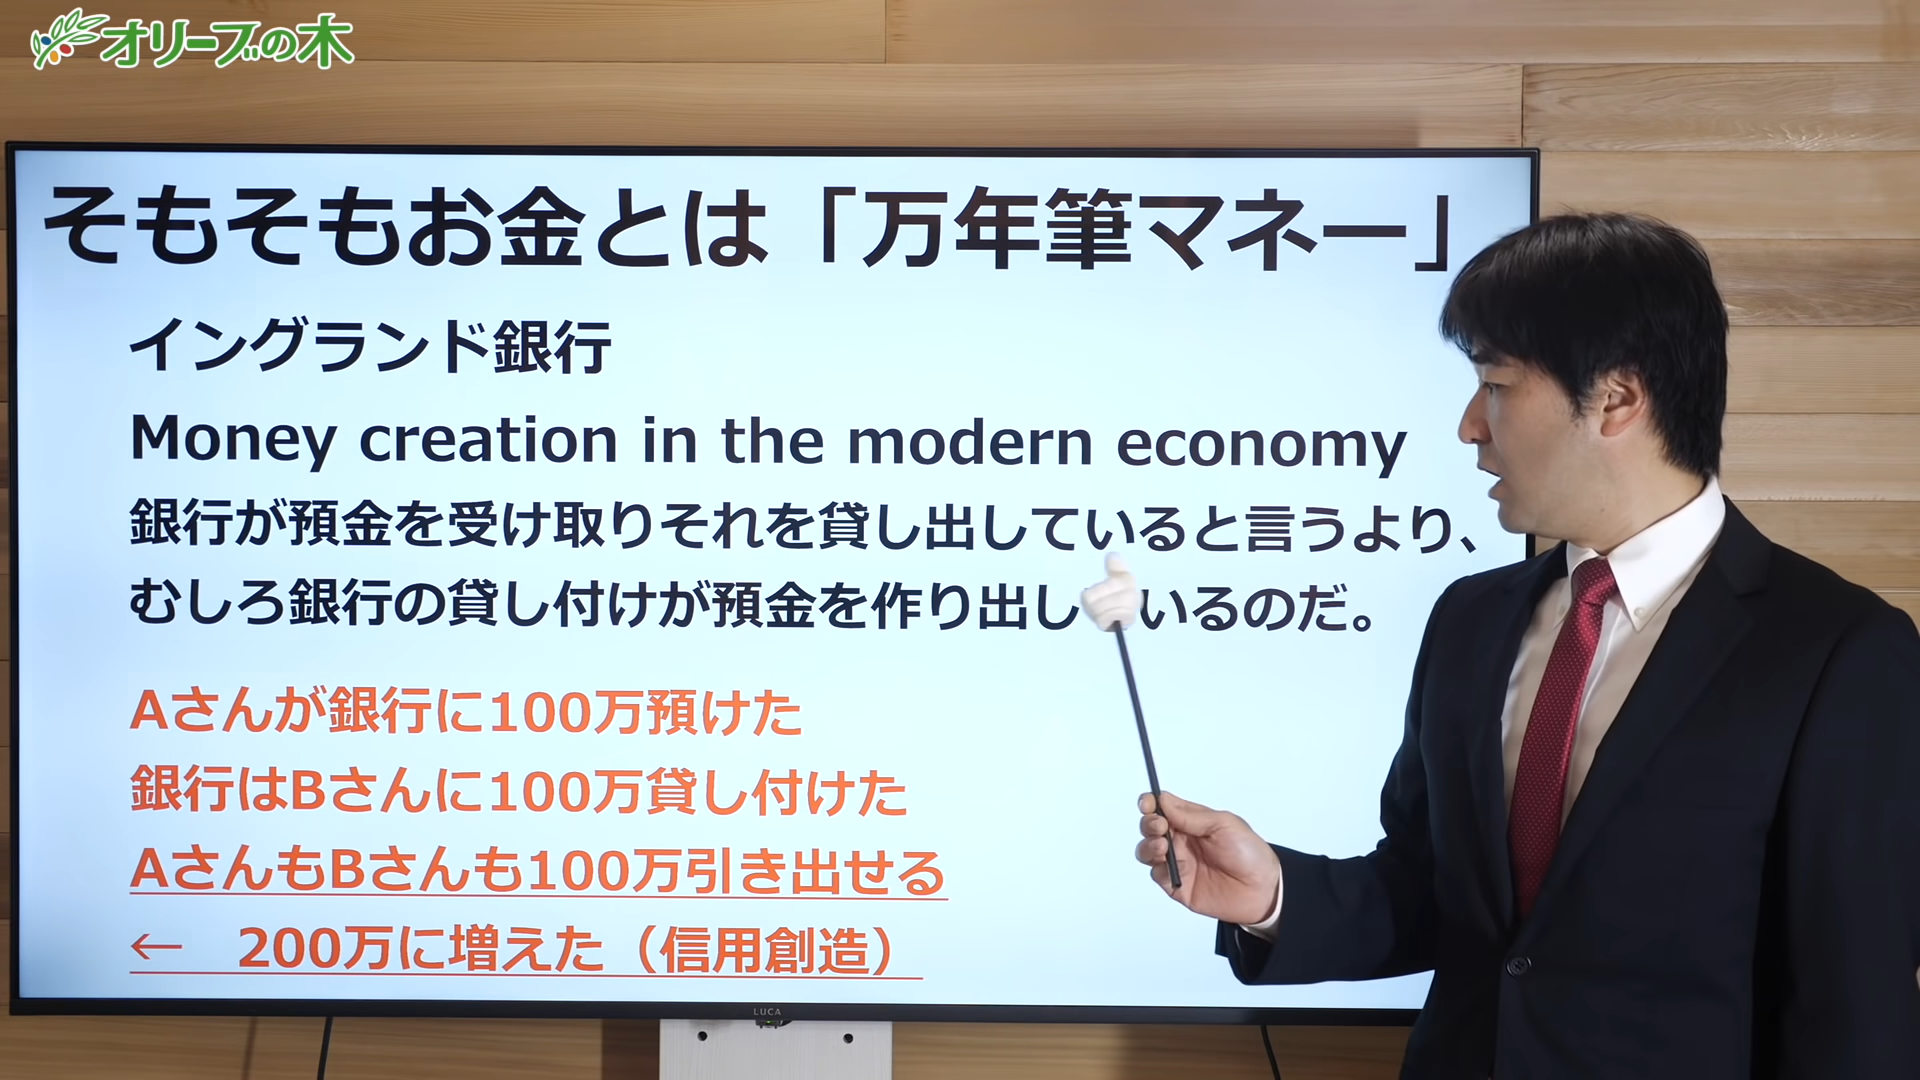 オリーブの木
そもそもお金とは「万年筆マネー」
イングランド銀行
Money creation in the modern economy
銀行が預金を受け取りそれを貸し出していると言うより、
むしろ銀行の貸し付けが預金を作り出しているのだ。
Aさんが銀行に100万預けた
銀行はBさんに100万貸し付けた
AさんもBさんも100万引き出せる
← 200万に増えた（信用創造）
LUCA